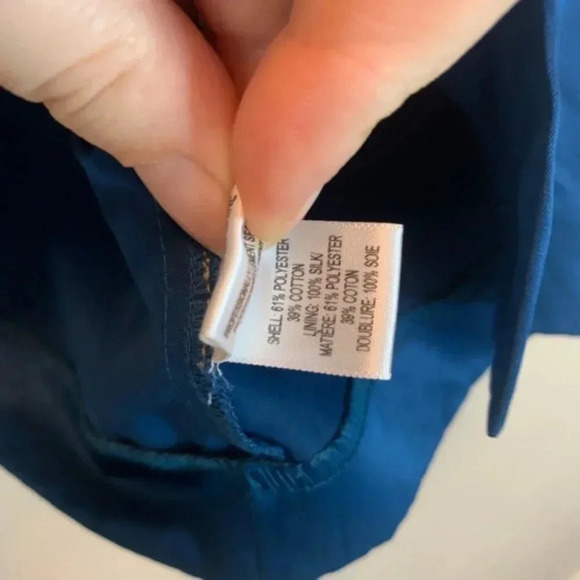 SHELL: 61% POLYESTER
39% COTTON
LINING: 100% SILK/
MATIÈRE: 61% POLYESTER
39% COTON
DOUBLURE: 100% SOIE